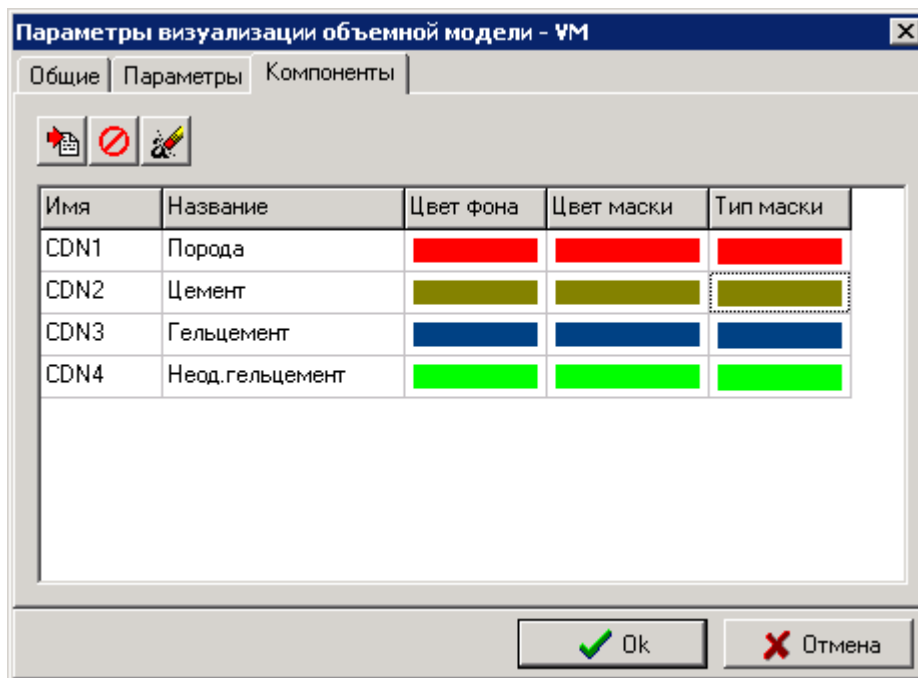 Параметры визуализации объемной модели - VM
Общие Параметры Компоненты
Имя Название Цвет фона Цвет маски Тип маски
CDN1 Порода
CDN2 Цемент
CDN3 Гельцемент
CDN4 Неод.гельцемент
Ok Отмена